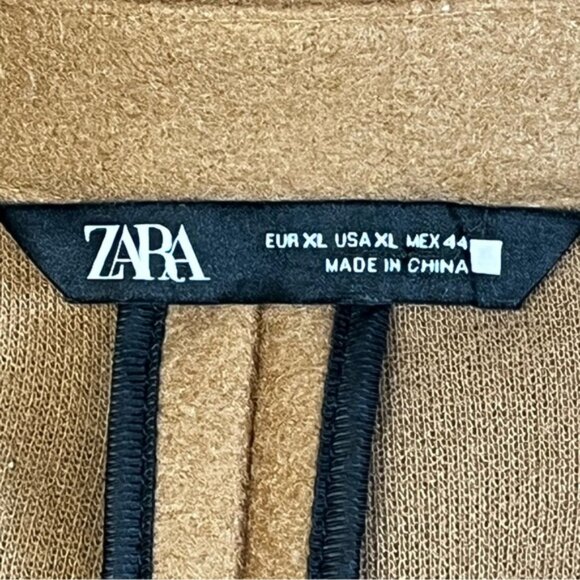 ZARA
EUR XL USA XL MEX 44
MADE IN CHINA